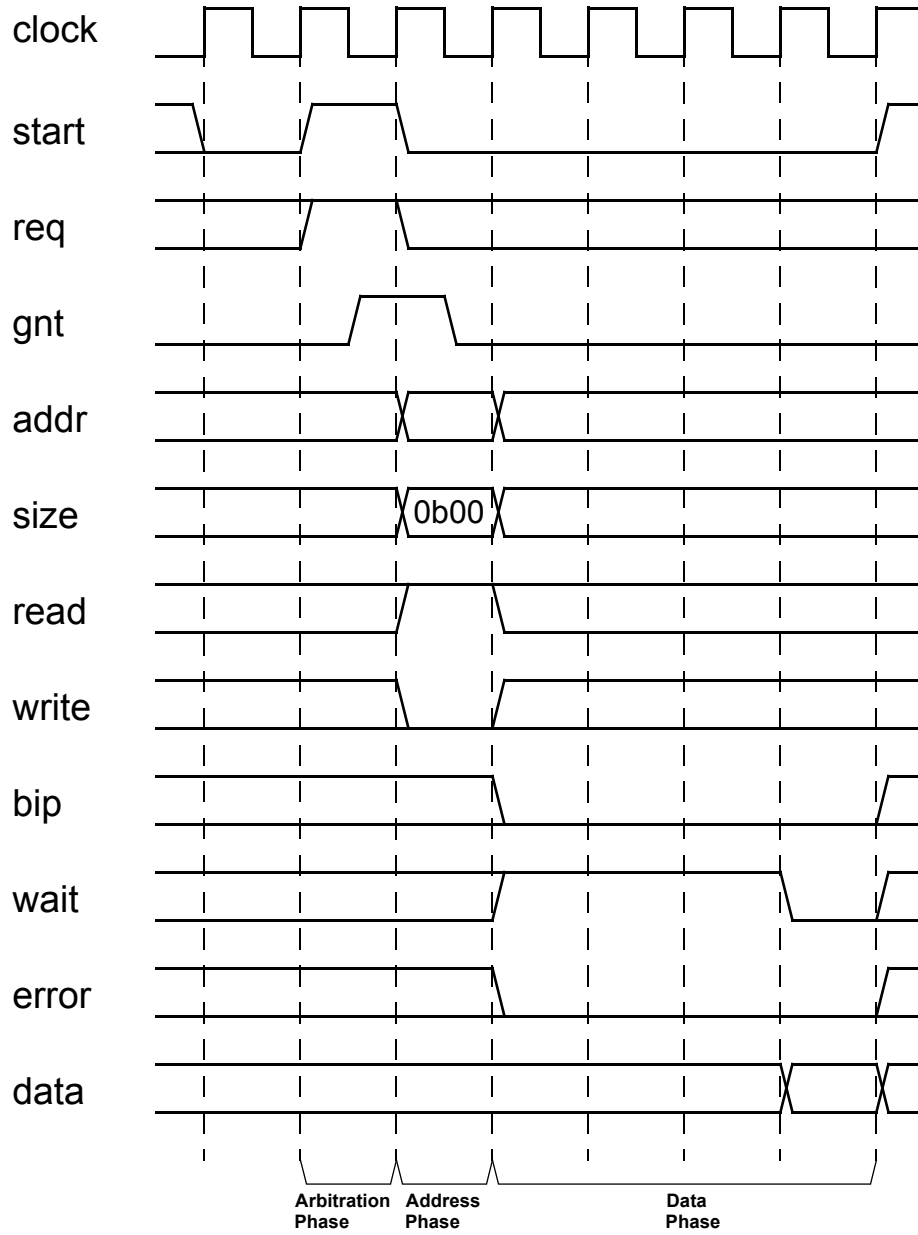 clock
start
req
gnt
addr
size
0b00
read
write
bip
wait
error
data
Arbitration
Phase
Address
Phase
Data
Phase